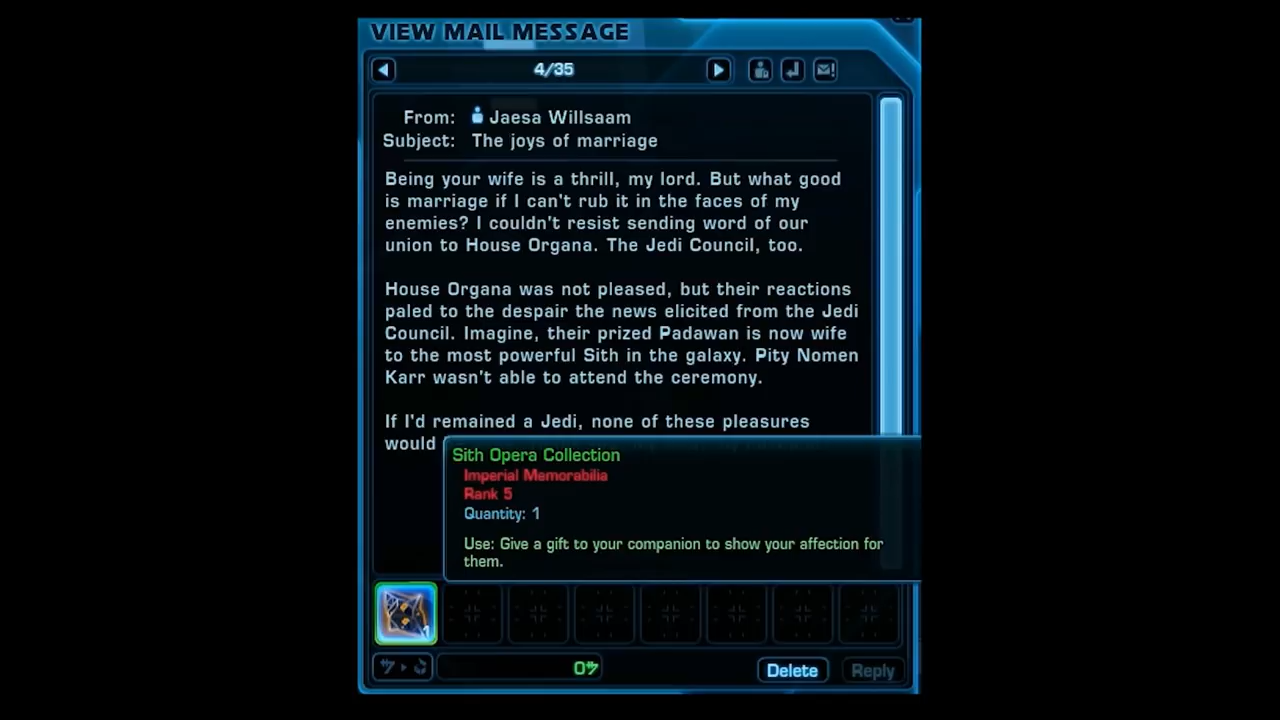 VIEW MAIL MESSAGE
4/35
From: Jaesa Willsaam
Subject: The joys of marriage
Being your wife is a thrill, my lord. But what good
is marriage if I can't rub it in the faces of my
enemies? I couldn't resist sending word of our
union to House Organa. The Jedi Council, too.
House Organa was not pleased, but their reactions
paled to the despair the news elicited from the Jedi
Council. Imagine, their prized Padawan is now wife
to the most powerful Sith in the galaxy. Pity Nomen
Karr wasn't able to attend the ceremony.
If I'd remained a Jedi, none of these pleasures
would
Sith Opera Collection
Imperial Memorabilia
Rank 5
Quantity: 1
Use: Give a gift to your companion to show your affection for
them.
1
0
Delete Reply